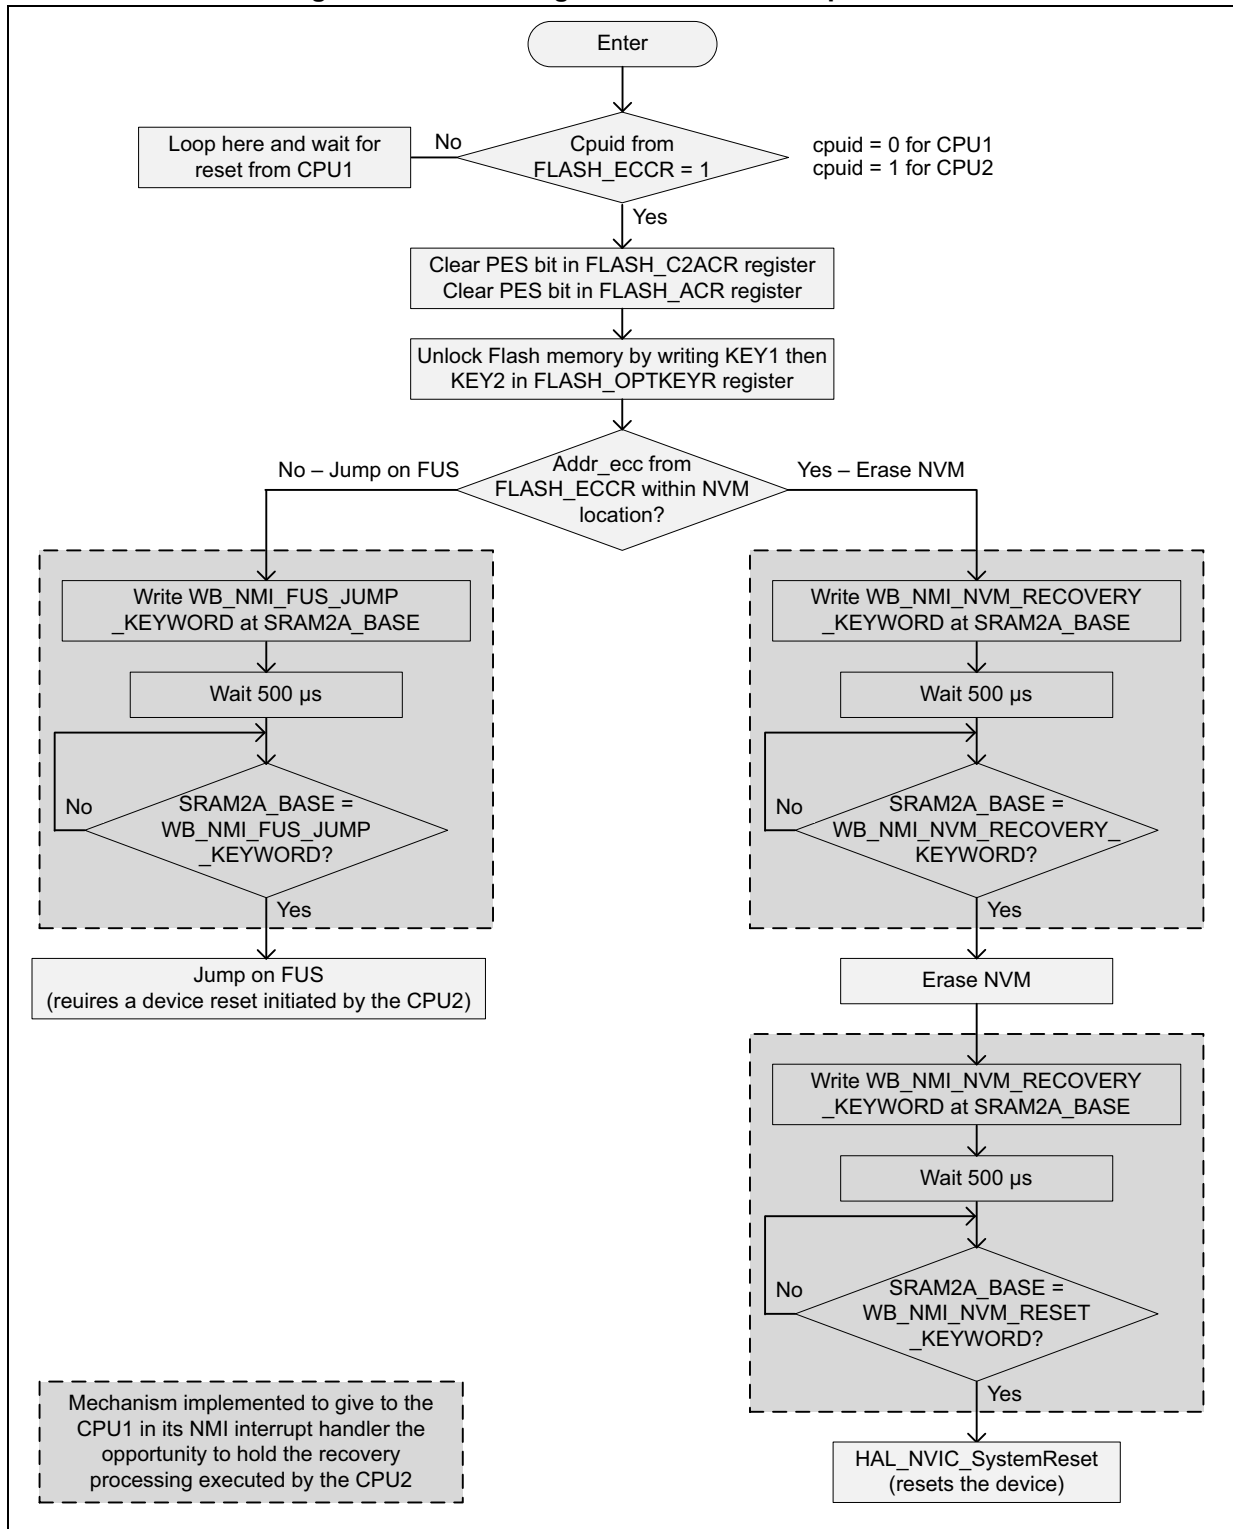 Enter
Cpuid from
FLASH_ECCR = 1
No
Loop here and wait for
reset from CPU1
cpuid = 0 for CPU1
cpuid = 1 for CPU2
Yes
Clear PES bit in FLASH_C2ACR register
Clear PES bit in FLASH_ACR register
Unlock Flash memory by writing KEY1 then
KEY2 in FLASH_OPTKEYR register
Addr_ecc from
FLASH_ECCR within NVM
location?
No – Jump on FUS
Yes – Erase NVM
Write WB_NMI_FUS_JUMP
_KEYWORD at SRAM2A_BASE
Wait 500 µs
No
SRAM2A_BASE =
WB_NMI_FUS_JUMP
_KEYWORD?
Yes
Jump on FUS
(reuires a device reset initiated by the CPU2)
Write WB_NMI_NVM_RECOVERY
_KEYWORD at SRAM2A_BASE
Wait 500 µs
No
SRAM2A_BASE =
WB_NMI_NVM_RECOVERY_
KEYWORD?
Yes
Erase NVM
Write WB_NMI_NVM_RECOVERY
_KEYWORD at SRAM2A_BASE
Wait 500 µs
No
SRAM2A_BASE =
WB_NMI_NVM_RESET
_KEYWORD?
Yes
HAL_NVIC_SystemReset
(resets the device)
Mechanism implemented to give to the
CPU1 in its NMI interrupt handler the
opportunity to hold the recovery
processing executed by the CPU2